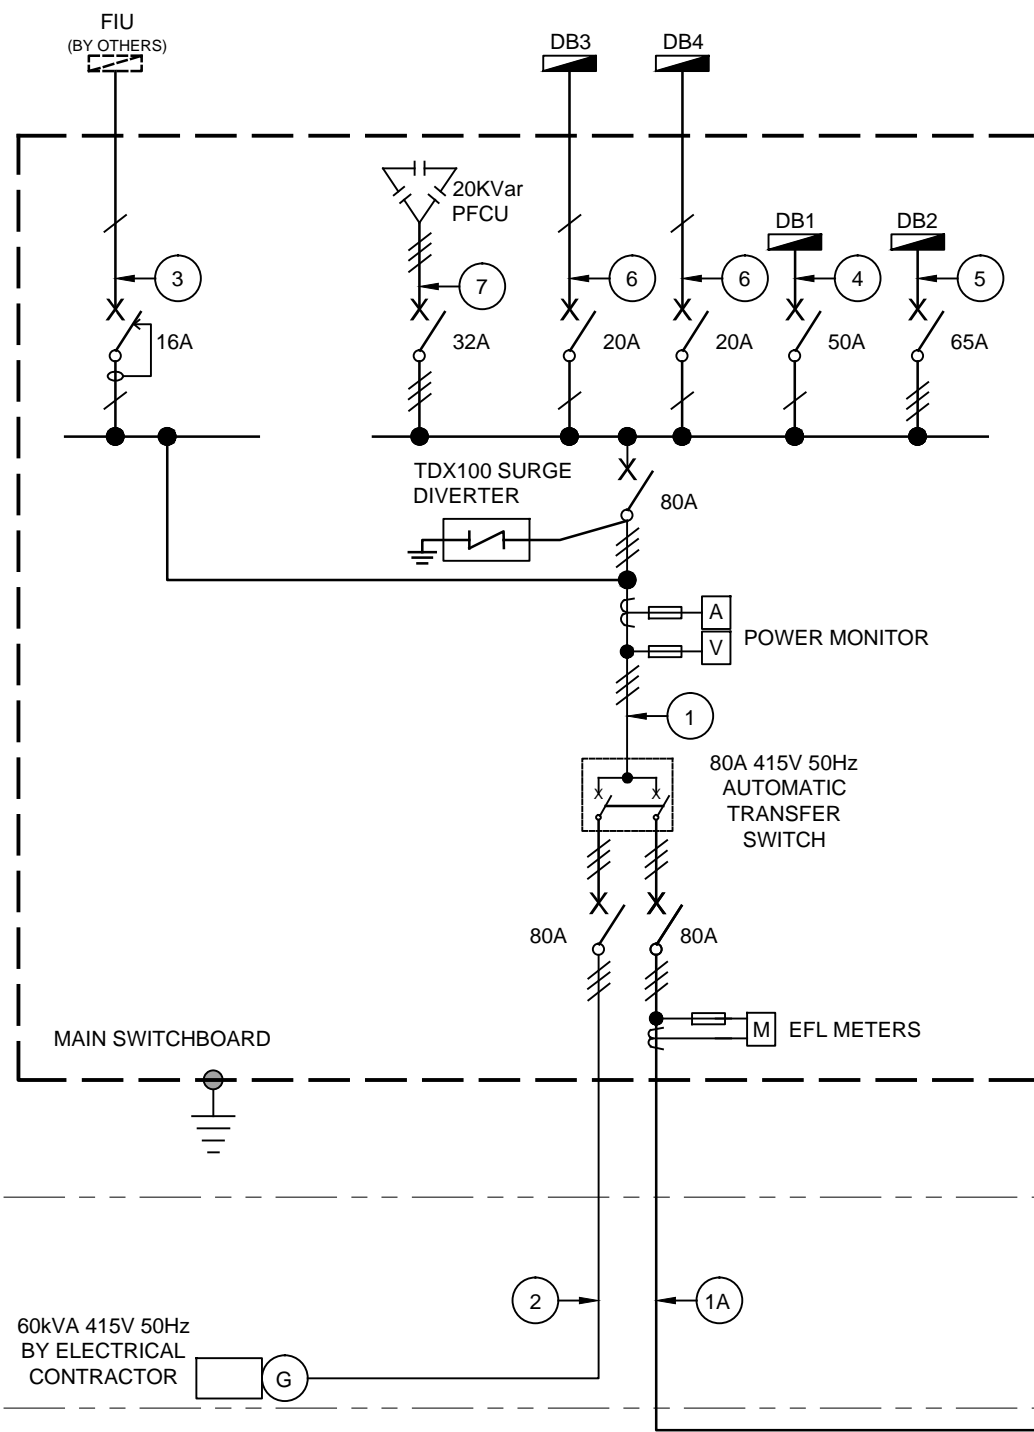 FIU
(BY OTHERS)
DB3
DB4
20KVar
PFCU
DB1
DB2
3
7
6
6
4
5
16A
32A
20A
20A
50A
65A
TDX100 SURGE
DIVERTER
80A
A
V
POWER MONITOR
1
80A 415V 50Hz
AUTOMATIC
TRANSFER
SWITCH
80A
80A
MAIN SWITCHBOARD
M
EFL METERS
2
1A
60kVA 415V 50Hz
BY ELECTRICAL
CONTRACTOR
G